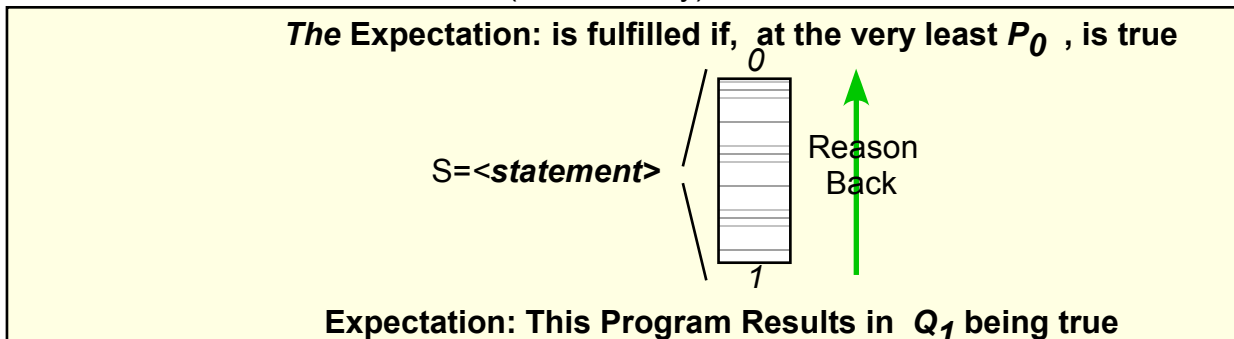 The Expectation: is fulfilled if, at the very least P0 , is true
0
S=<statement>
Reason
Back
1
Expectation: This Program Results in Q1 being true